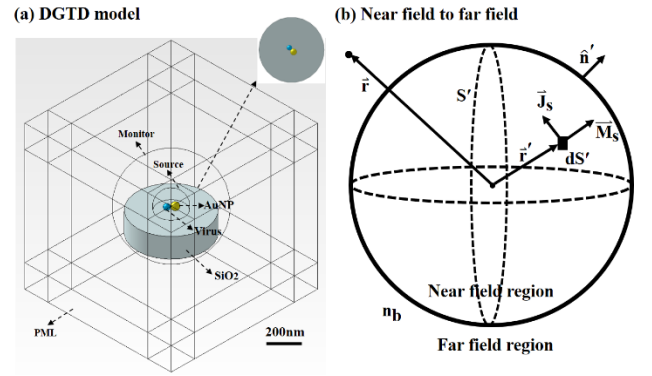 (a) DGTD model
Monitor
Source
AuNP
Virus
SiO2
PML
200nm
(b) Near field to far field
r⃗
S′
n̂′
J⃗s
M⃗s
r⃗′
dS′
Near field region
nb
Far field region